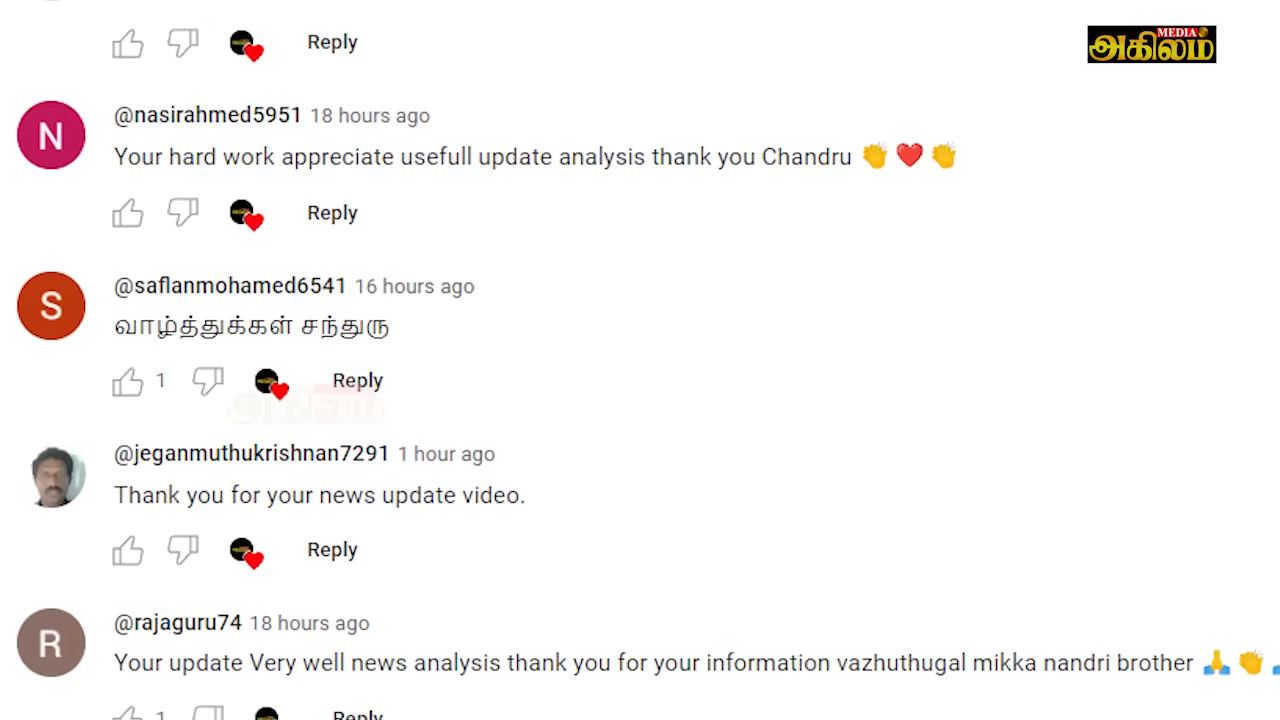 Reply
MEDIA
அகிலம்
@nasirahmed5951 18 hours ago
Your hard work appreciate usefull update analysis thank you Chandru 👏 ❤️ 👏
Reply
N
@saflanmohamed6541 16 hours ago
S
வாழ்த்துக்கள் சந்துரு
1 Reply
அகிலம்
@jeganmuthukrishnan7291 1 hour ago
Thank you for your news update video.
Reply
@rajaguru74 18 hours ago
R
Your update Very well news analysis thank you for your information vazhuthugal mikka nandri brother 🙏 👏
1 Reply